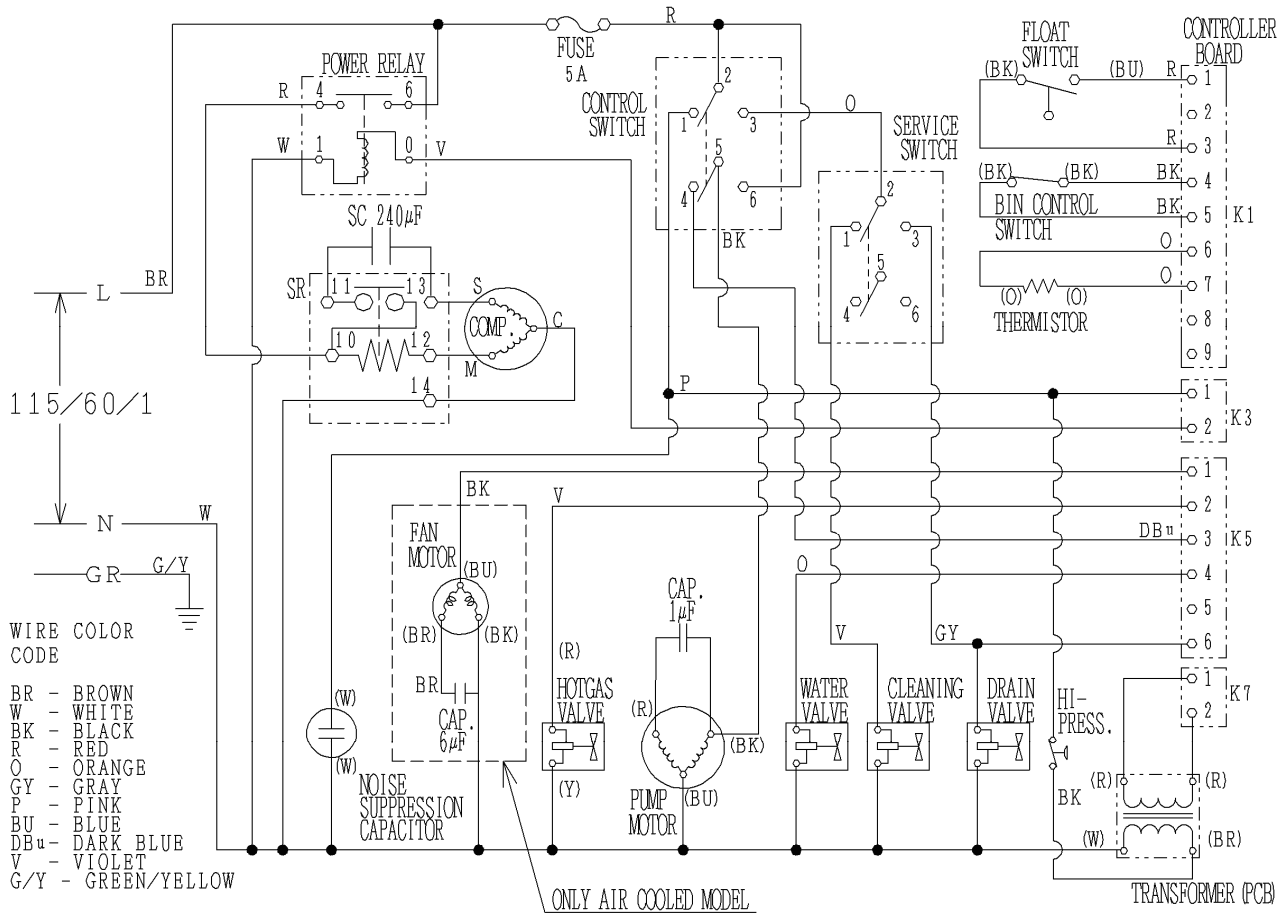 R
FUSE
5A
POWER RELAY
R
4
6
W
1
0
V
CONTROL
SWITCH
2
1
3
5
4
6
BK
O
SERVICE
SWITCH
2
1
3
5
4
6
FLOAT
SWITCH
(BK)
(BU)
R
R
CONTROLLER
BOARD
1
2
3
4
5
6
7
8
9
K1
(BK)
(BK)
BK
BIN CONTROL
SWITCH
BK
O
O
(O)
(O)
THERMISTOR
SC 240μF
SR
11
13
10
12
14
S
COMP.
C
M
L
BR
115/60/1
N
W
GR
G/Y
P
1
2
K3
BK
V
DBu
O
1
2
3
4
5
6
K5
V
GY
FAN
MOTOR
(BU)
(BR)
(BK)
BR
CAP.
6μF
(R)
HOTGAS
VALVE
(Y)
CAP.
1μF
(R)
(BK)
PUMP
MOTOR
(BU)
WATER
VALVE
CLEANING
VALVE
DRAIN
VALVE
HI-
PRESS.
BK
1
2
K7
(R)
(R)
(W)
(BR)
TRANSFORMER (PCB)
(W)
(W)
NOISE
SUPPRESSION
CAPACITOR
ONLY AIR COOLED MODEL
WIRE COLOR
CODE
BR - BROWN
W - WHITE
BK - BLACK
R - RED
O - ORANGE
GY - GRAY
P - PINK
BU - BLUE
DBu- DARK BLUE
V - VIOLET
G/Y - GREEN/YELLOW